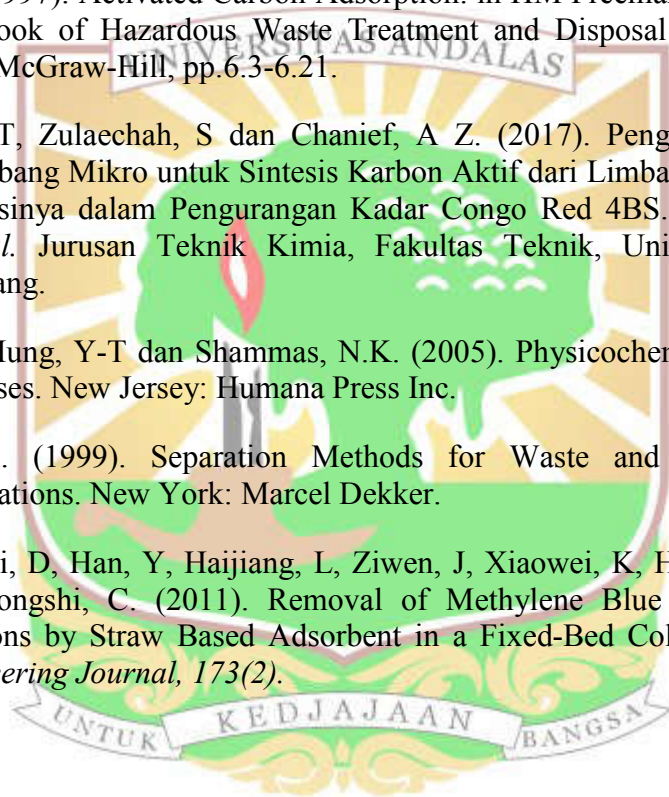 997). Activated Carbon Adsorption. In HM Freeman
ook of Hazardous Waste Treatment and Disposal
UNIVERSITAS ANDALAS
McGraw-Hill, pp.6.3-6.21.
T, Zulaechah, S dan Chanief, A Z. (2017). Peng
bang Mikro untuk Sintesis Karbon Aktif dari Limba
sinya dalam Pengurangan Kadar Congo Red 4BS.
l. Jurusan Teknik Kimia, Fakultas Teknik, Uni
ang.
Hung, Y-T dan Shammas, N.K. (2005). Physicochem
ses. New Jersey: Humana Press Inc.
. (1999). Separation Methods for Waste and
ations. New York: Marcel Dekker.
i, D, Han, Y, Haijiang, L, Ziwen, J, Xiaowei, K, H
ongshi, C. (2011). Removal of Methylene Blue
ons by Straw Based Adsorbent in a Fixed-Bed Col
eering Journal, 173(2).
UNTUK KEDJAJAAN BANGSA